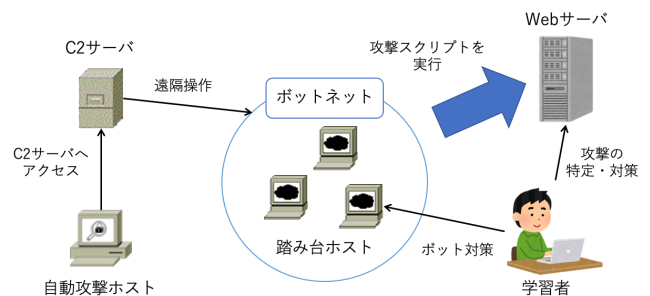 C2サーバ
Webサーバ
攻撃スクリプトを
実行
遠隔操作
ボットネット
C2サーバへ
アクセス
攻撃の
特定・対策
踏み台ホスト
ボット対策
自動攻撃ホスト
学習者